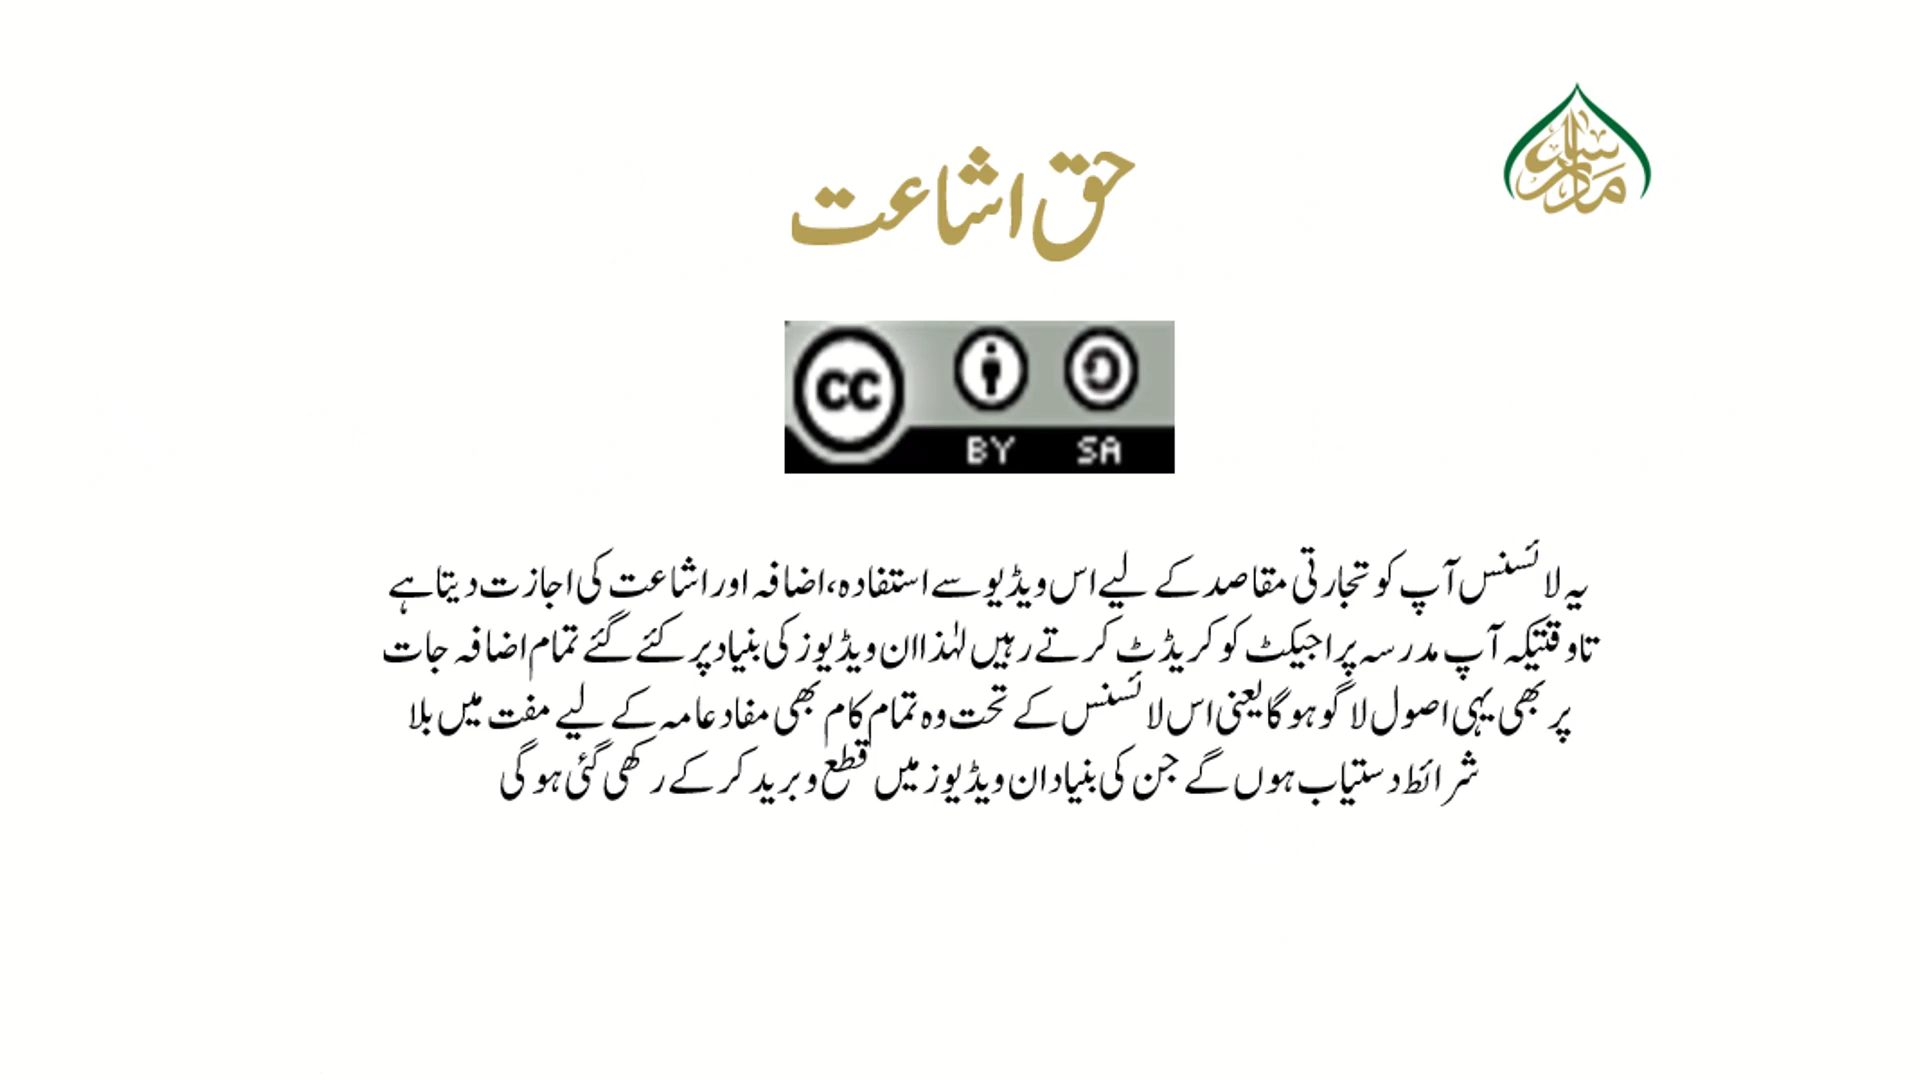 مدرسہ
حق اشاعت
CC BY SA
یہ لائسنس آپ کو تجارتی مقاصد کے لیے اس ویڈیو سے استفادہ، اضافہ اور اشاعت کی اجازت دیتا ہے
تاوقتیکہ آپ مدرسہ پراجیکٹ کو کریڈٹ کرتے رہیں لہٰذا ان ویڈیوز کی بنیاد پر کئے گئے تمام اضافہ جات
پر بھی یہی اصول لاگو ہو گا یعنی اس لائسنس کے تحت وہ تمام کام بھی مفاد عامہ کے لیے مفت میں بلا
شرائط دستیاب ہوں گے جن کی بنیاد ان ویڈیوز میں قطع و برید کر کے رکھی گئی ہو گی